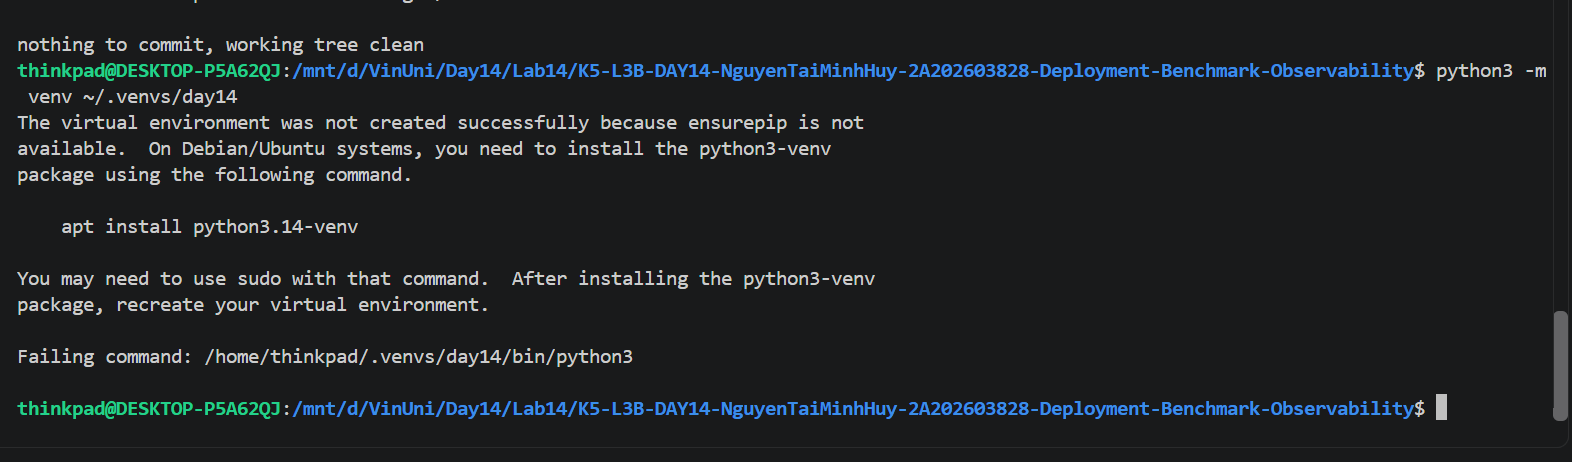 nothing to commit, working tree clean
thinkpad@DESKTOP-P5A62QJ:/mnt/d/VinUni/Day14/Lab14/K5-L3B-DAY14-NguyenTaiMinhHuy-2A202603828-Deployment-Benchmark-Observability$ python3 -m
 venv ~/.venvs/day14
The virtual environment was not created successfully because ensurepip is not
available.  On Debian/Ubuntu systems, you need to install the python3-venv
package using the following command.

    apt install python3.14-venv

You may need to use sudo with that command.  After installing the python3-venv
package, recreate your virtual environment.

Failing command: /home/thinkpad/.venvs/day14/bin/python3

thinkpad@DESKTOP-P5A62QJ:/mnt/d/VinUni/Day14/Lab14/K5-L3B-DAY14-NguyenTaiMinhHuy-2A202603828-Deployment-Benchmark-Observability$